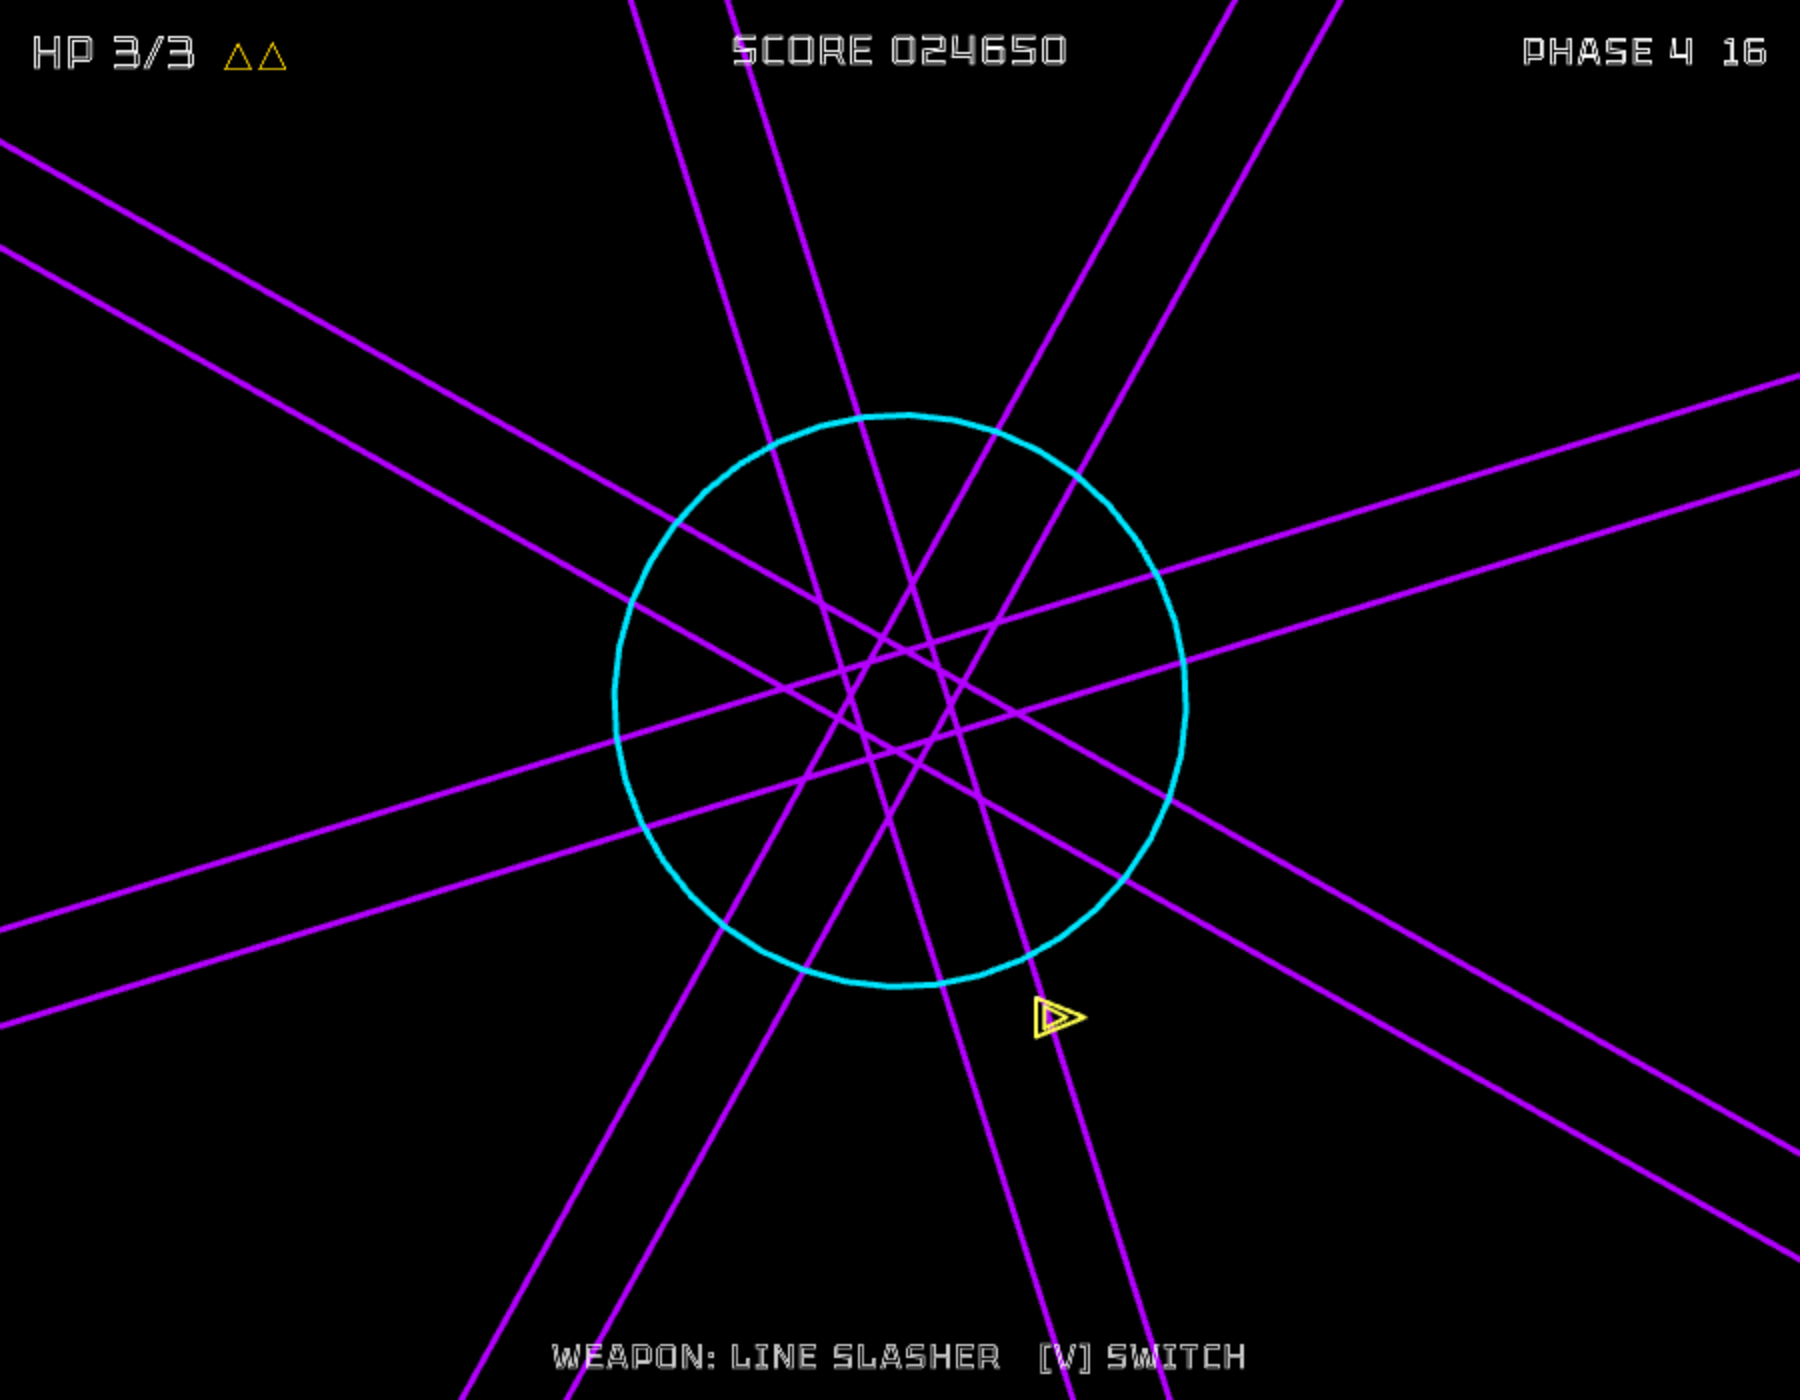 HP 3/3 △△
SCORE 024650
PHASE 4 16
WEAPON: LINE SLASHER [V] SWITCH